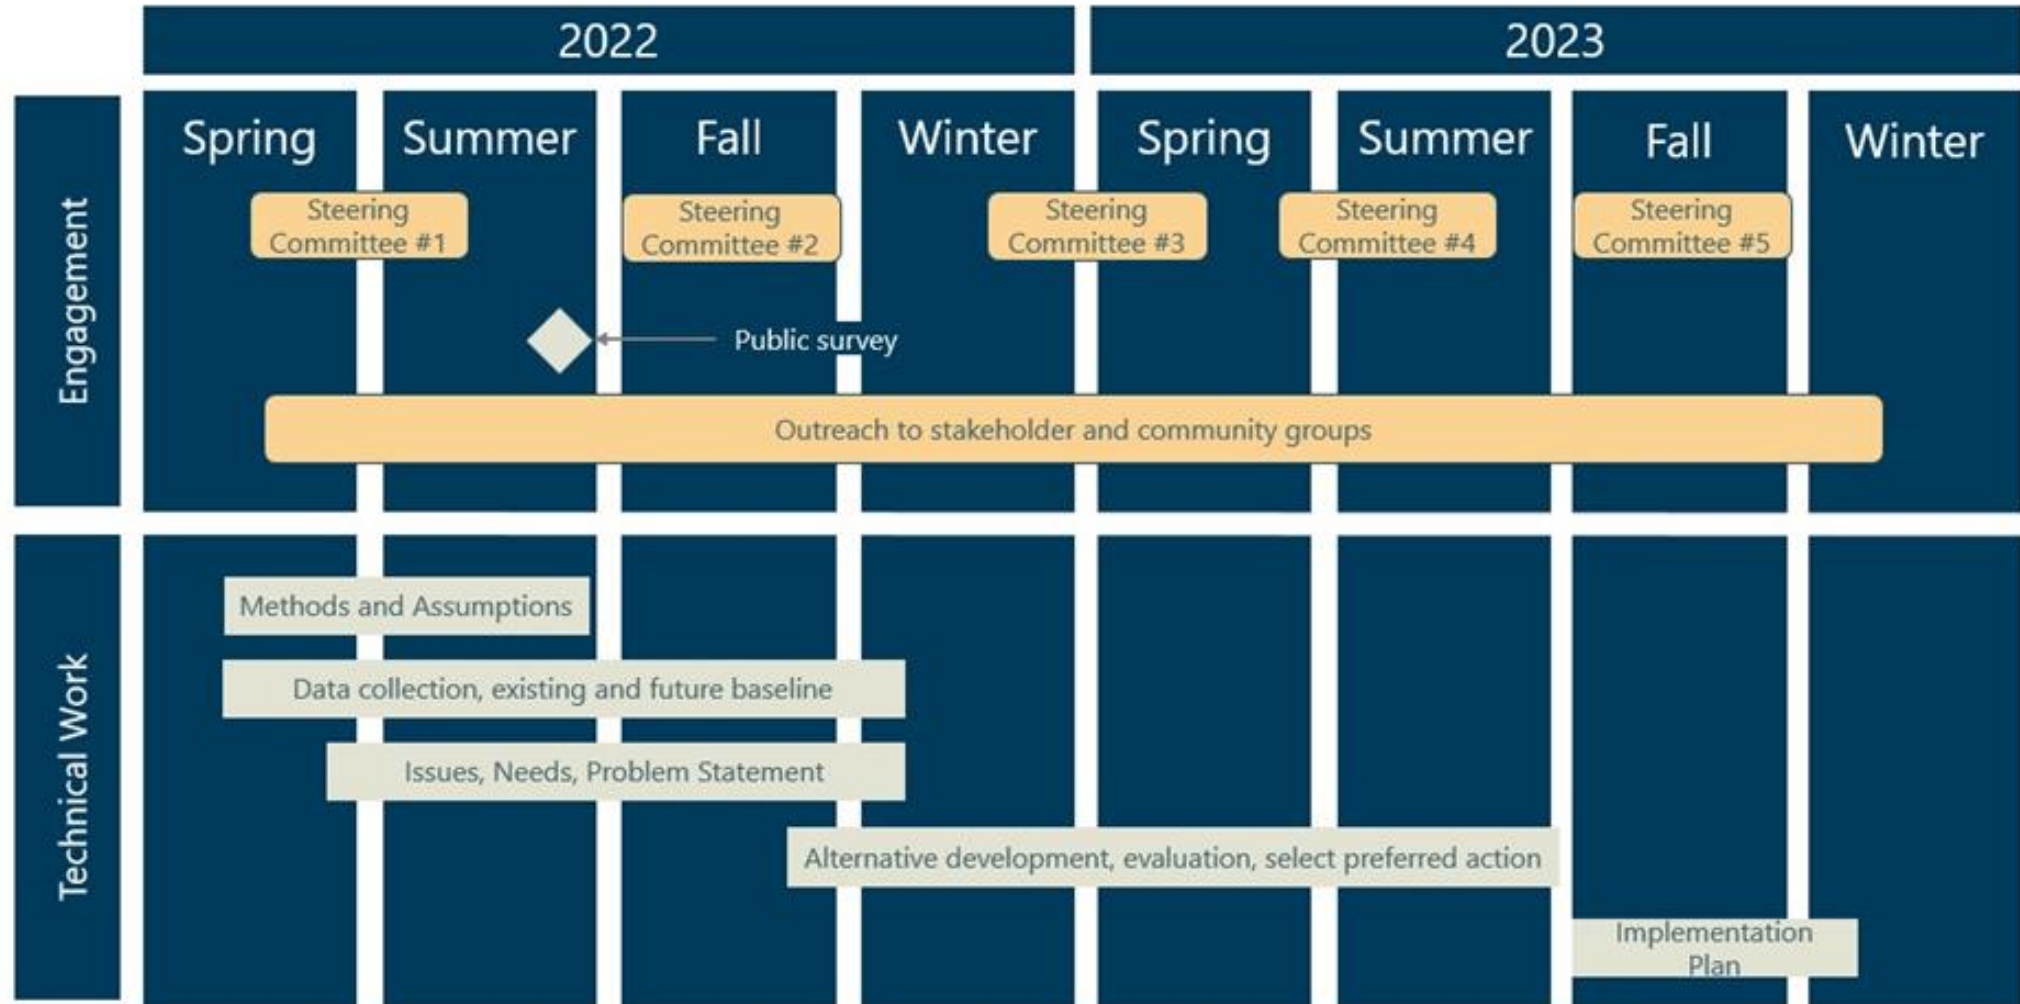 2022
2023
Engagement
Spring
Summer
Fall
Winter
Spring
Summer
Fall
Winter
Steering
Committee #1
Steering
Committee #2
Steering
Committee #3
Steering
Committee #4
Steering
Committee #5
Public survey
Outreach to stakeholder and community groups
Technical Work
Methods and Assumptions
Data collection, existing and future baseline
Issues, Needs, Problem Statement
Alternative development, evaluation, select preferred action
Implementation
Plan